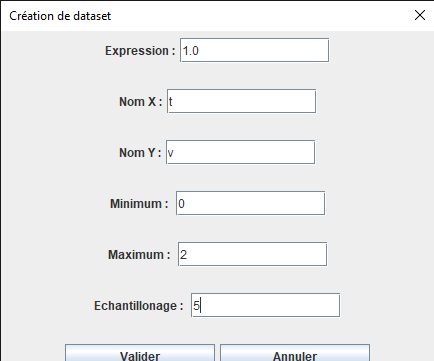 Création de dataset
Expression : 1.0
Nom X : t
Nom Y : v
Minimum : 0
Maximum : 2
Echantillonage : 5
Valider Annuler